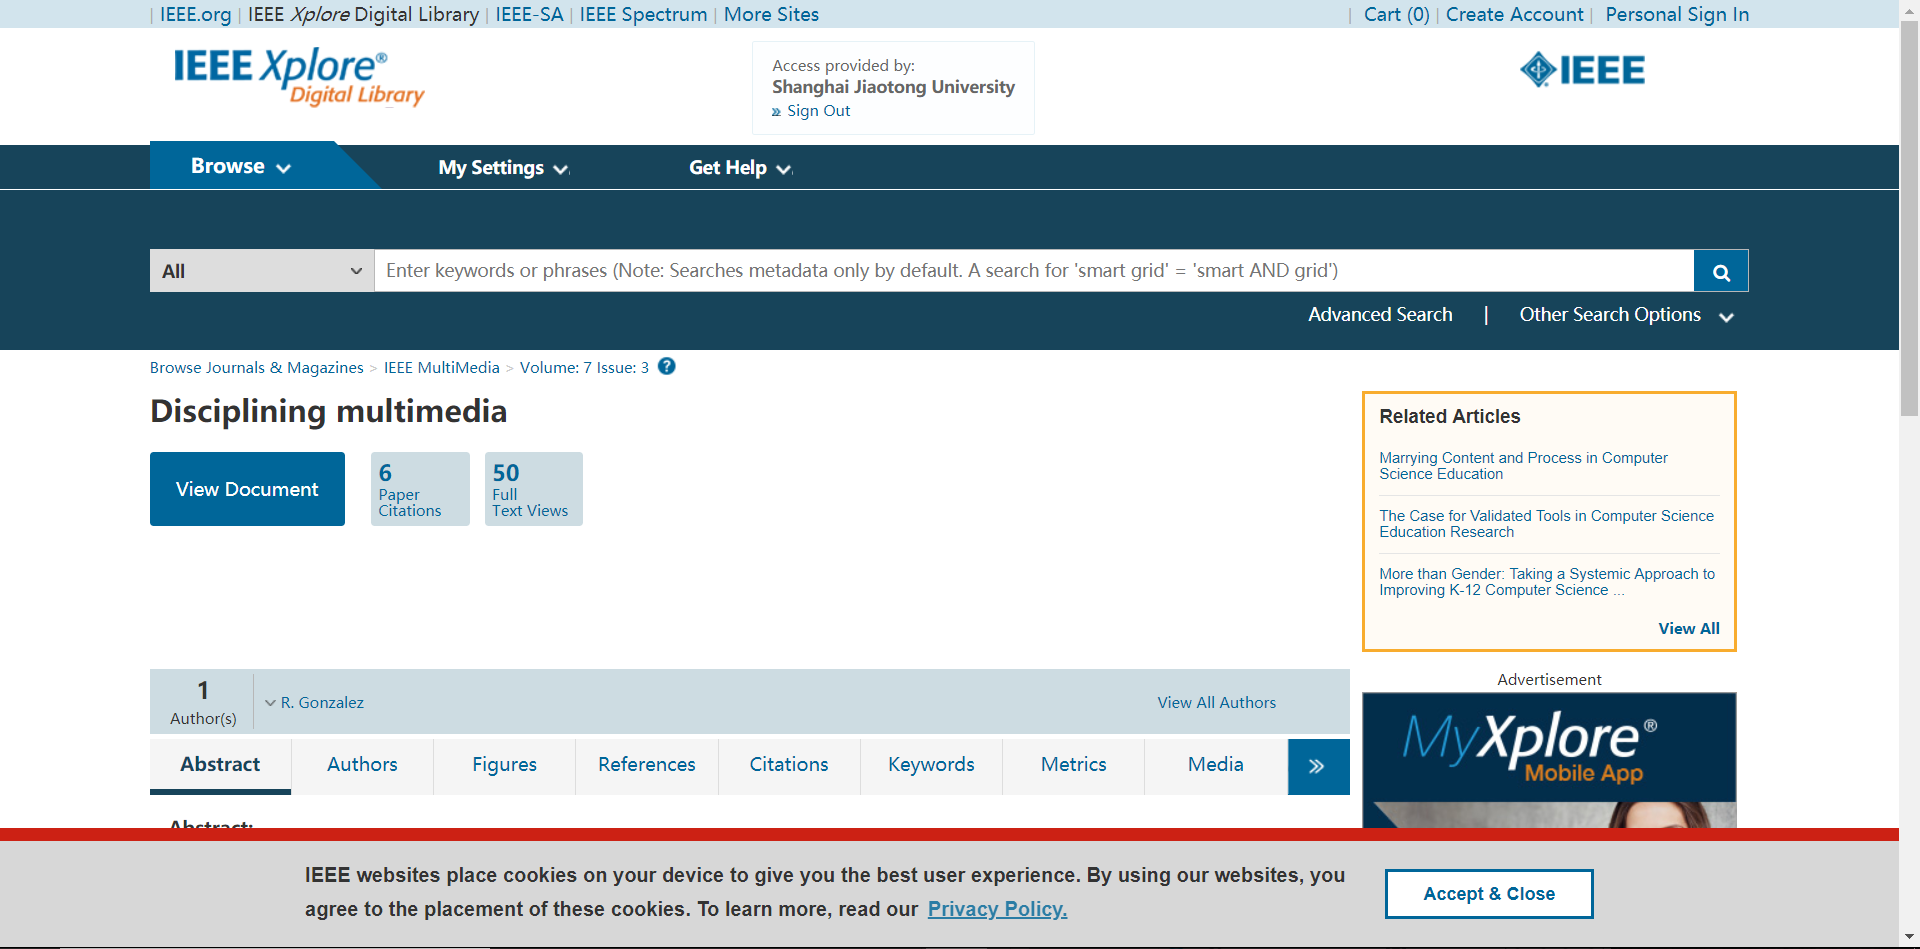 | IEEE.org | IEEE Xplore Digital Library | IEEE-SA | IEEE Spectrum | More Sites
| Cart (0) | Create Account | Personal Sign In
IEEE Xplore®
Digital Library
Access provided by:
Shanghai Jiaotong University
» Sign Out
IEEE
Browse
My Settings
Get Help
All
Enter keywords or phrases (Note: Searches metadata only by default. A search for 'smart grid' = 'smart AND grid')
Advanced Search | Other Search Options
Browse Journals & Magazines > IEEE MultiMedia > Volume: 7 Issue: 3 ?
Disciplining multimedia
View Document
6
Paper
Citations
50
Full
Text Views
Related Articles
Marrying Content and Process in Computer
Science Education
The Case for Validated Tools in Computer Science
Education Research
More than Gender: Taking a Systemic Approach to
Improving K-12 Computer Science ...
View All
1
Author(s)
R. Gonzalez
View All Authors
Abstract
Authors
Figures
References
Citations
Keywords
Metrics
Media
»
Abstract:
Advertisement
MyXplore®
Mobile App
IEEE websites place cookies on your device to give you the best user experience. By using our websites, you
agree to the placement of these cookies. To learn more, read our Privacy Policy.
Accept & Close